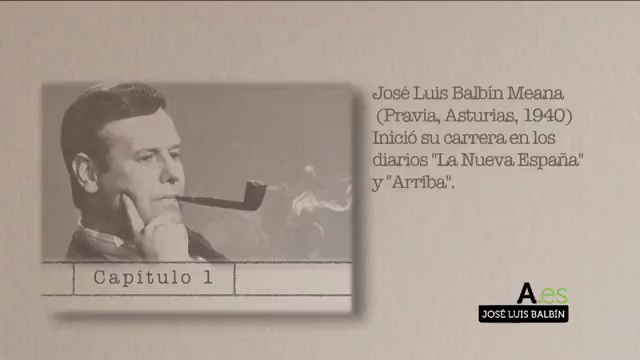 José Luis Balbín Meana
(Pravia, Asturias, 1940)
Inició su carrera en los
diarios "La Nueva España"
y "Arriba".
Capítulo 1
A.es
JOSÉ LUIS BALBÍN